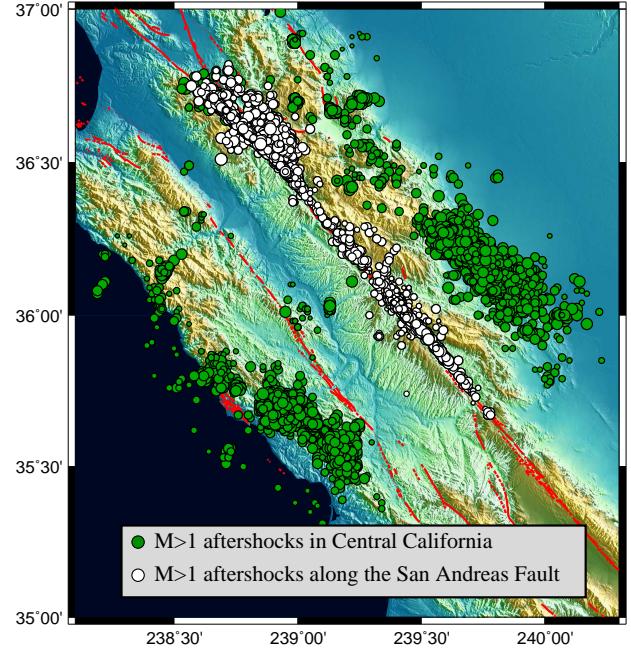 37˚00'
36˚30'
36˚00'
35˚30'
M>1 aftershocks in Central California
M>1 aftershocks along the San Andreas Fault
35˚00'
238˚30' 239˚00' 239˚30' 240˚00'